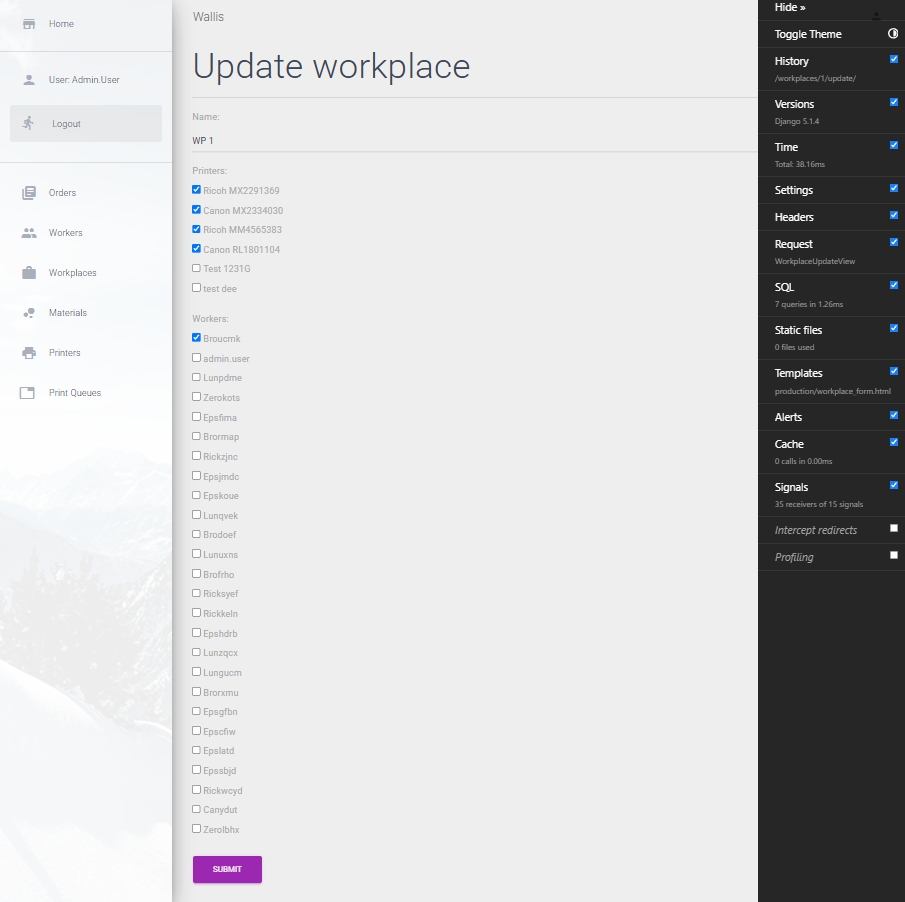 Home
User: Admin.User
Logout
Orders
Workers
Workplaces
Materials
Printers
Print Queues
Wallis
Update workplace
Name:
WP 1
Printers:
Ricoh MX2291369
Canon MX2334030
Ricoh MM4565383
Canon RL1801104
Test 1231G
test dee
Workers:
Broucmk
admin.user
Lunpdme
Zerokots
Epsfima
Brormap
Rickzjnc
Epsjmdc
Epskoue
Lunqvek
Brodoef
Lunuxns
Brofrho
Ricksyef
Rickkeln
Epshdrb
Lunzqcx
Lungucm
Brorxmu
Epsgfbn
Epscfiw
Epslatd
Epssbjd
Rickwcyd
Canydut
Zerolbhx
SUBMIT
Hide »
Toggle Theme
History
/workplaces/1/update/
Versions
Django 5.1.4
Time
Total: 38.16ms
Settings
Headers
Request
WorkplaceUpdateView
SQL
7 queries in 1.26ms
Static files
0 files used
Templates
production/workplace_form.html
Alerts
Cache
0 calls in 0.00ms
Signals
35 receivers of 15 signals
Intercept redirects
Profiling